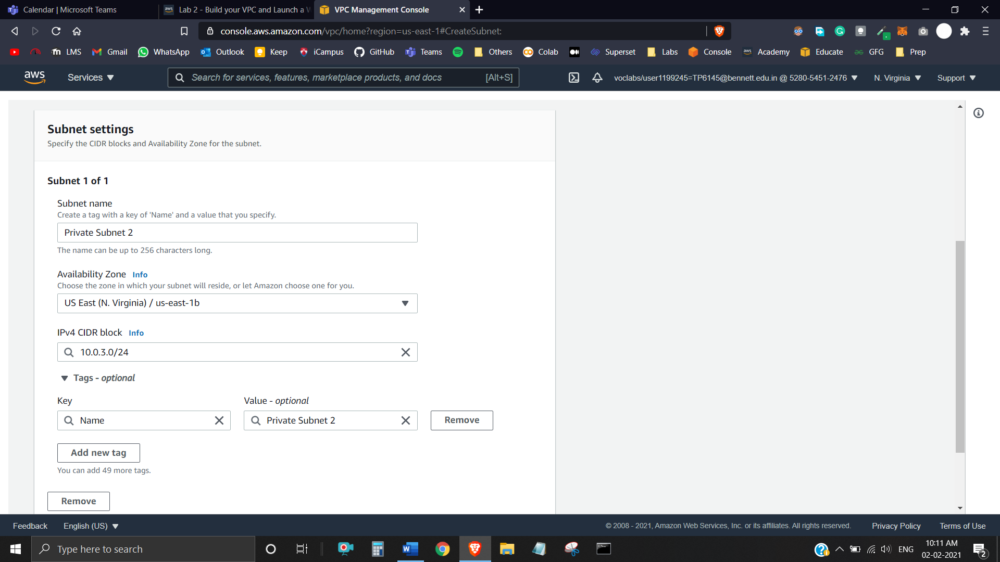 Calendar | Microsoft Teams
aws Lab 2 - Build your VPC and Launch a W
VPC Management Console
console.aws.amazon.com/vpc/home?region=us-east-1#CreateSubnet:
LMS Gmail WhatsApp Outlook Keep iCampus GitHub Teams Others Colab Superset Labs Console aws Academy Educate GFG Prep
aws Services Search for services, features, marketplace products, and docs [Alt+S] voclabs/user1199245=TP6145@bennett.edu.in @ 5280-5451-2476 N. Virginia Support
Subnet settings
Specify the CIDR blocks and Availability Zone for the subnet.
Subnet 1 of 1
Subnet name
Create a tag with a key of 'Name' and a value that you specify.
Private Subnet 2
The name can be up to 256 characters long.
Availability Zone Info
Choose the zone in which your subnet will reside, or let Amazon choose one for you.
US East (N. Virginia) / us-east-1b
IPv4 CIDR block Info
10.0.3.0/24
Tags - optional
Key Value - optional
Name Private Subnet 2 Remove
Add new tag
You can add 49 more tags.
Remove
Feedback English (US) © 2008 - 2021, Amazon Web Services, Inc. or its affiliates. All rights reserved. Privacy Policy Terms of Use
Type here to search
ENG
10:11 AM
02-02-2021
2